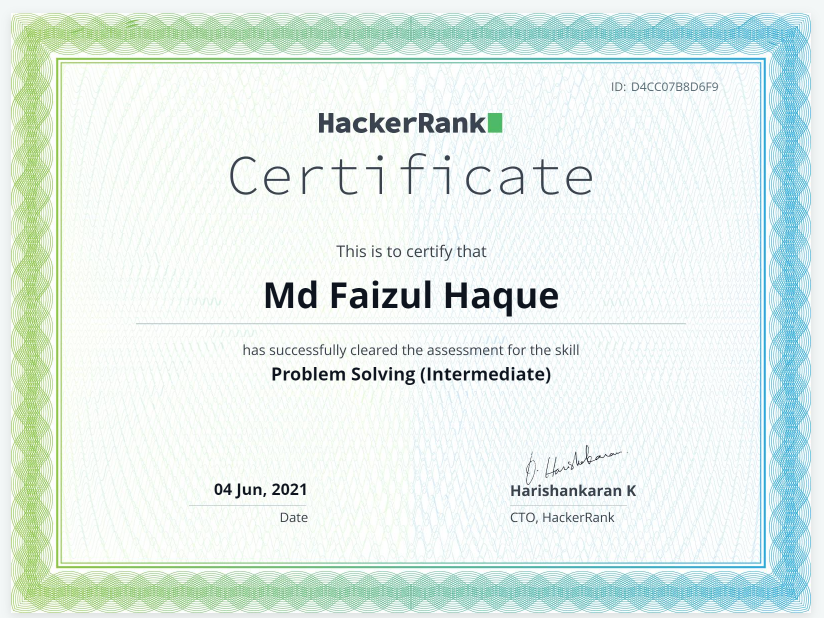 ID: D4CC07B8D6F9
HackerRank
Certificate
This is to certify that
Md Faizul Haque
has successfully cleared the assessment for the skill
Problem Solving (Intermediate)
04 Jun, 2021
Date
Harishankaran K
CTO, HackerRank